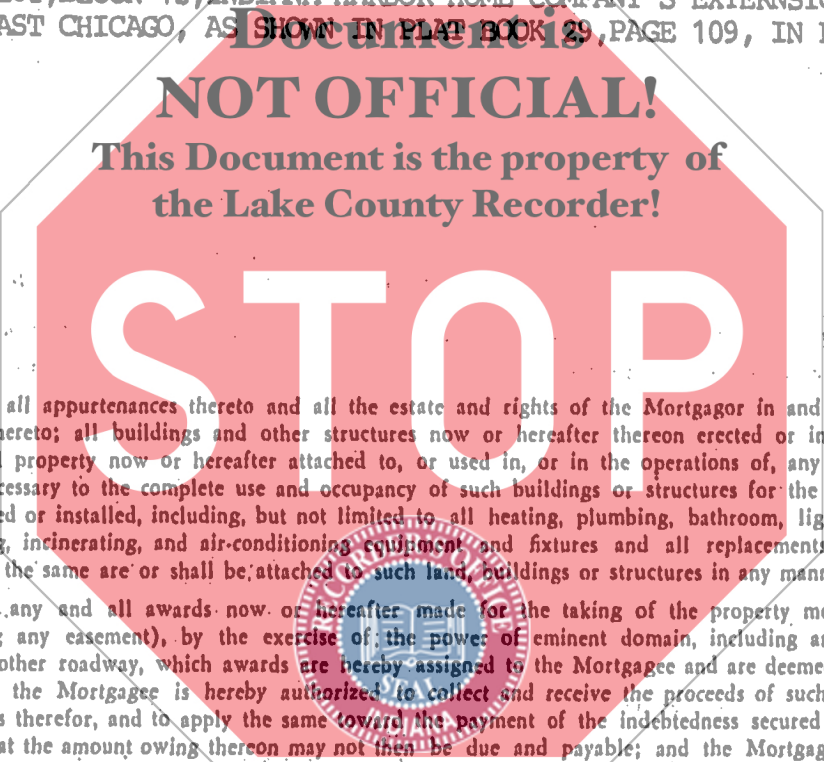 AST CHICAGO, AS SHOWN IN PLAT BOOK 29, PAGE 109, IN
Document is
NOT OFFICIAL!
This Document is the property of
the Lake County Recorder!
STOP
all appurtenances thereto and all the estate and rights of the Mortgagor in and
ereto; all buildings and other structures now or hereafter thereon erected or in
property now or hereafter attached to, or used in, or in the operations of, any
cessary to the complete use and occupancy of such buildings or structures for the
ed or installed, including, but not limited to all heating, plumbing, bathroom, lig
, incinerating, and air-conditioning equipment and fixtures and all replacements
the same are or shall be attached to such land, buildings or structures in any mann
any and all awards now or hereafter made for the taking of the property mo
g any easement), by the exercise of the power of eminent domain, including a
other roadway, which awards are hereby assigned to the Mortgagee and are deeme
the Mortgagee is hereby authorized to collect and receive the proceeds of such
s therefor, and to apply the same toward the payment of the indebtedness secured
at the amount owing thereon may not then be due and payable; and the Mortgag
RECORDER'S OFFICE
SEAL
INDIANA